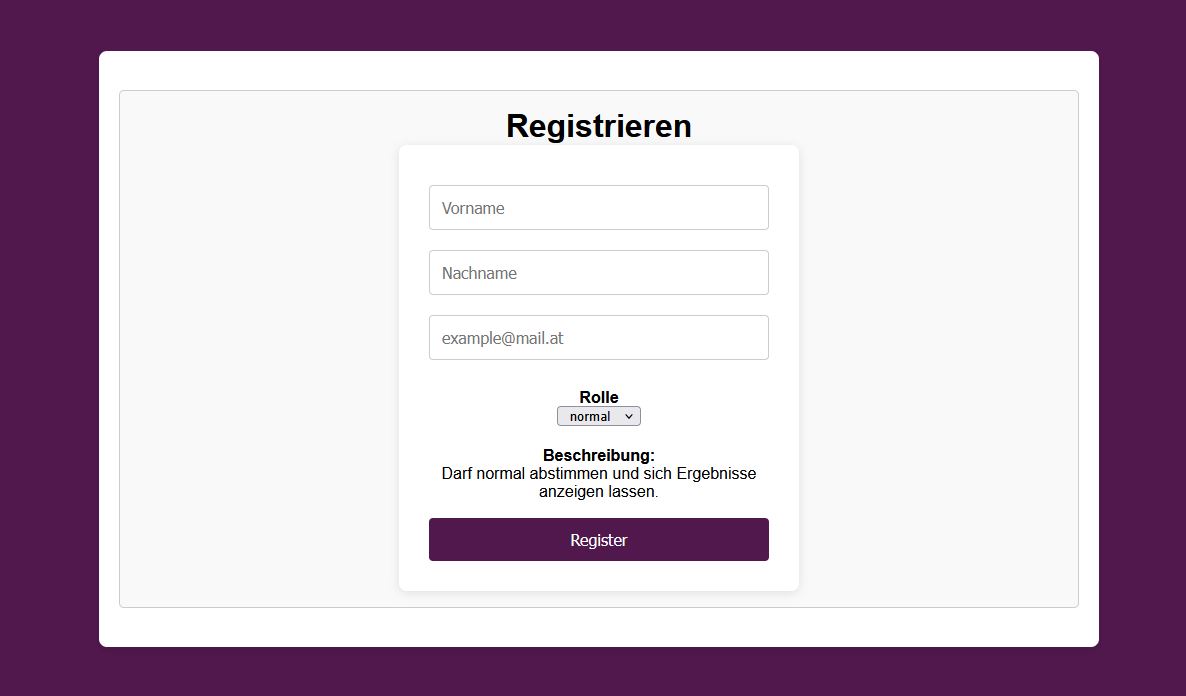 Registrieren
Vorname
Nachname
example@mail.at
Rolle
normal
Beschreibung:
Darf normal abstimmen und sich Ergebnisse
anzeigen lassen.
Register